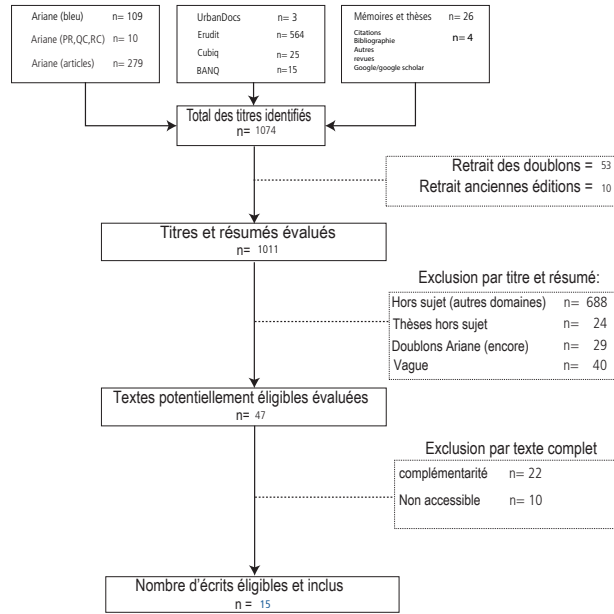 Ariane (bleu) n= 109
Ariane (PR,QC,RC) n= 10
Ariane (articles) n= 279
UrbanDocs n= 3
Erudit n= 564
Cubiq n= 25
BANQ n=15
Mémoires et thèses n= 26
Citations
Bibliographie
Autres
revues
Google/google scholar
n= 4
Total des titres identifiés
n= 1074
Retrait des doublons = 53
Retrait anciennes éditions = 10
Titres et résumés évalués
n= 1011
Exclusion par titre et résumé:
Hors sujet (autres domaines) n= 688
Thèses hors sujet n= 24
Doublons Ariane (encore) n= 29
Vague n= 40
Textes potentiellement éligibles évaluées
n= 47
Exclusion par texte complet
complémentarité n= 22
Non accessible n= 10
Nombre d'écrits éligibles et inclus
n = 15